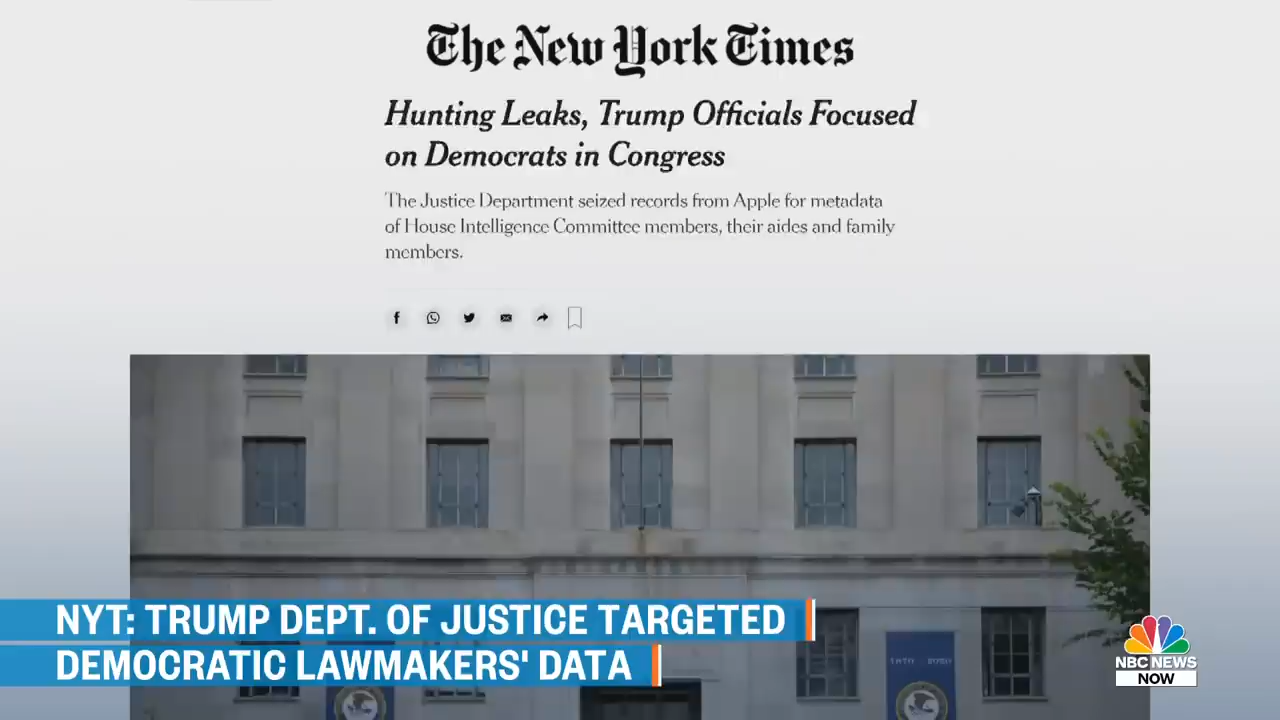 The New York Times
Hunting Leaks, Trump Officials Focused
on Democrats in Congress
The Justice Department seized records from Apple for metadata
of House Intelligence Committee members, their aides and family
members.
NYT: TRUMP DEPT. OF JUSTICE TARGETED
DEMOCRATIC LAWMAKERS' DATA
NBC NEWS
NOW